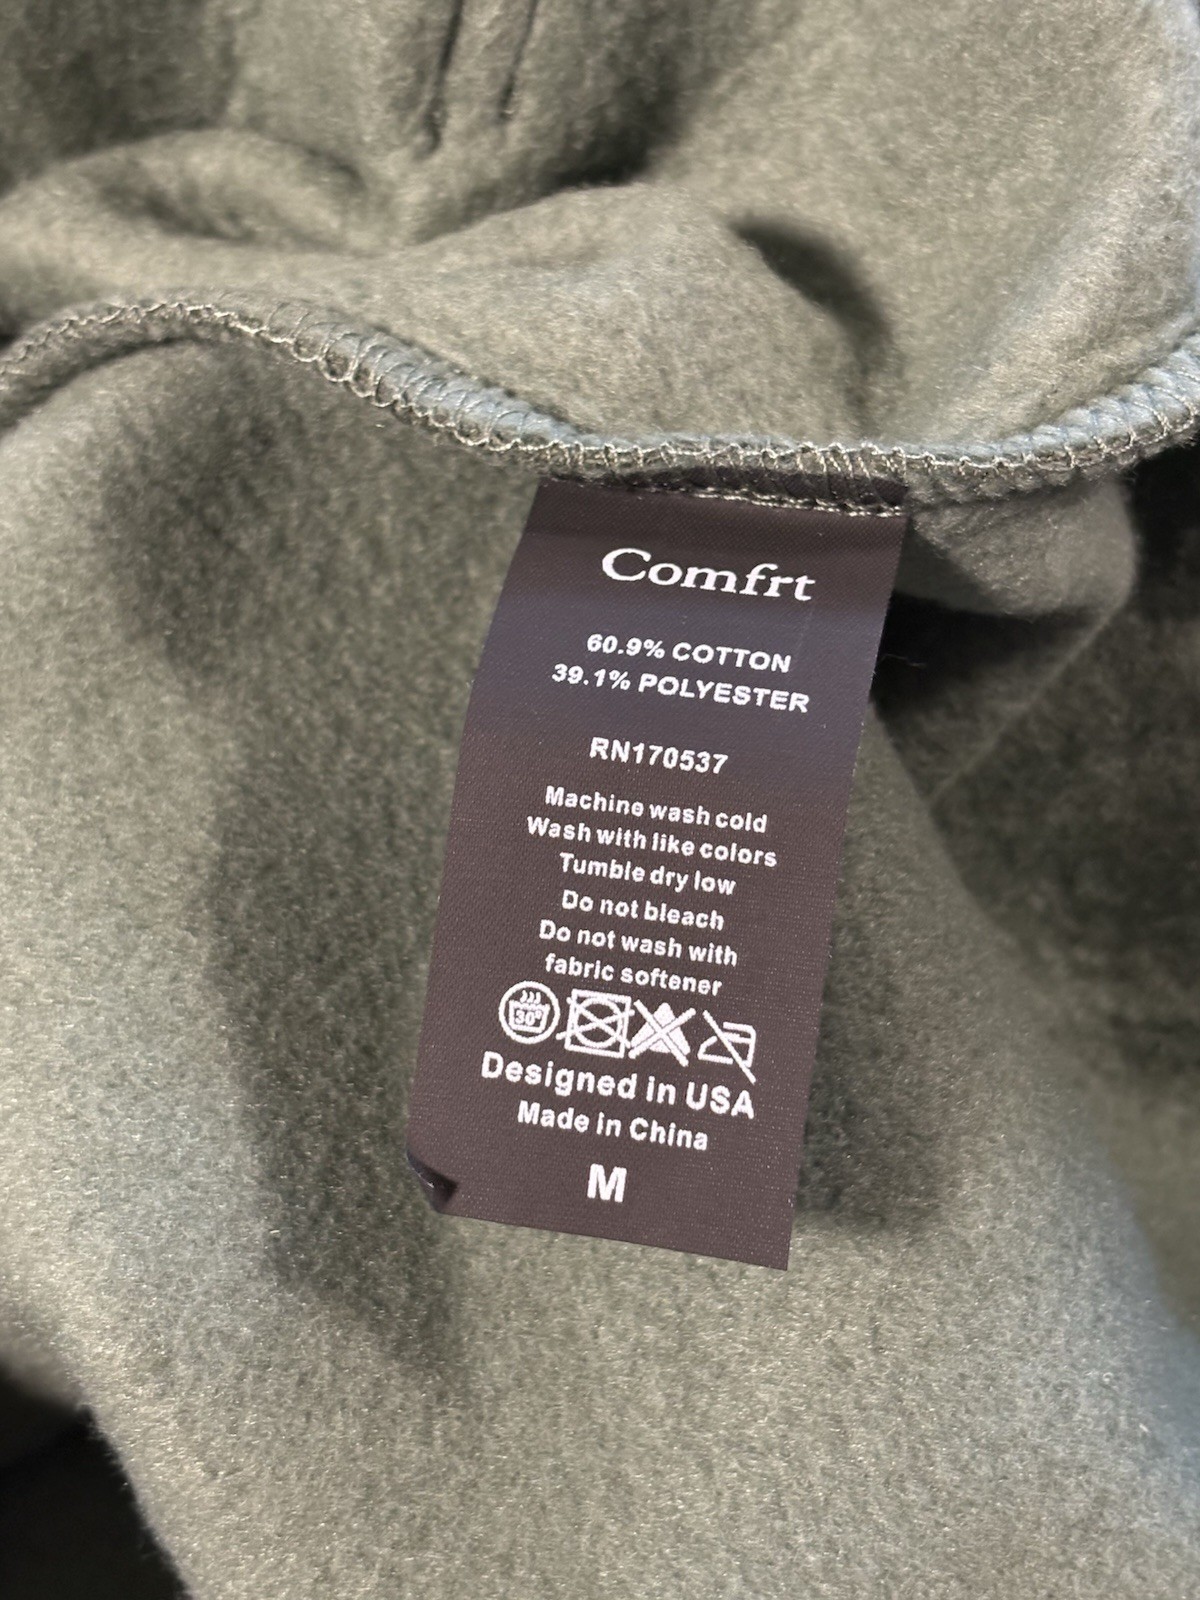 Comfrt
60.9% COTTON
39.1% POLYESTER
RN170537
Machine wash cold
Wash with like colors
Tumble dry low
Do not bleach
Do not wash with
fabric softener
30°
Designed in USA
Made in China
M